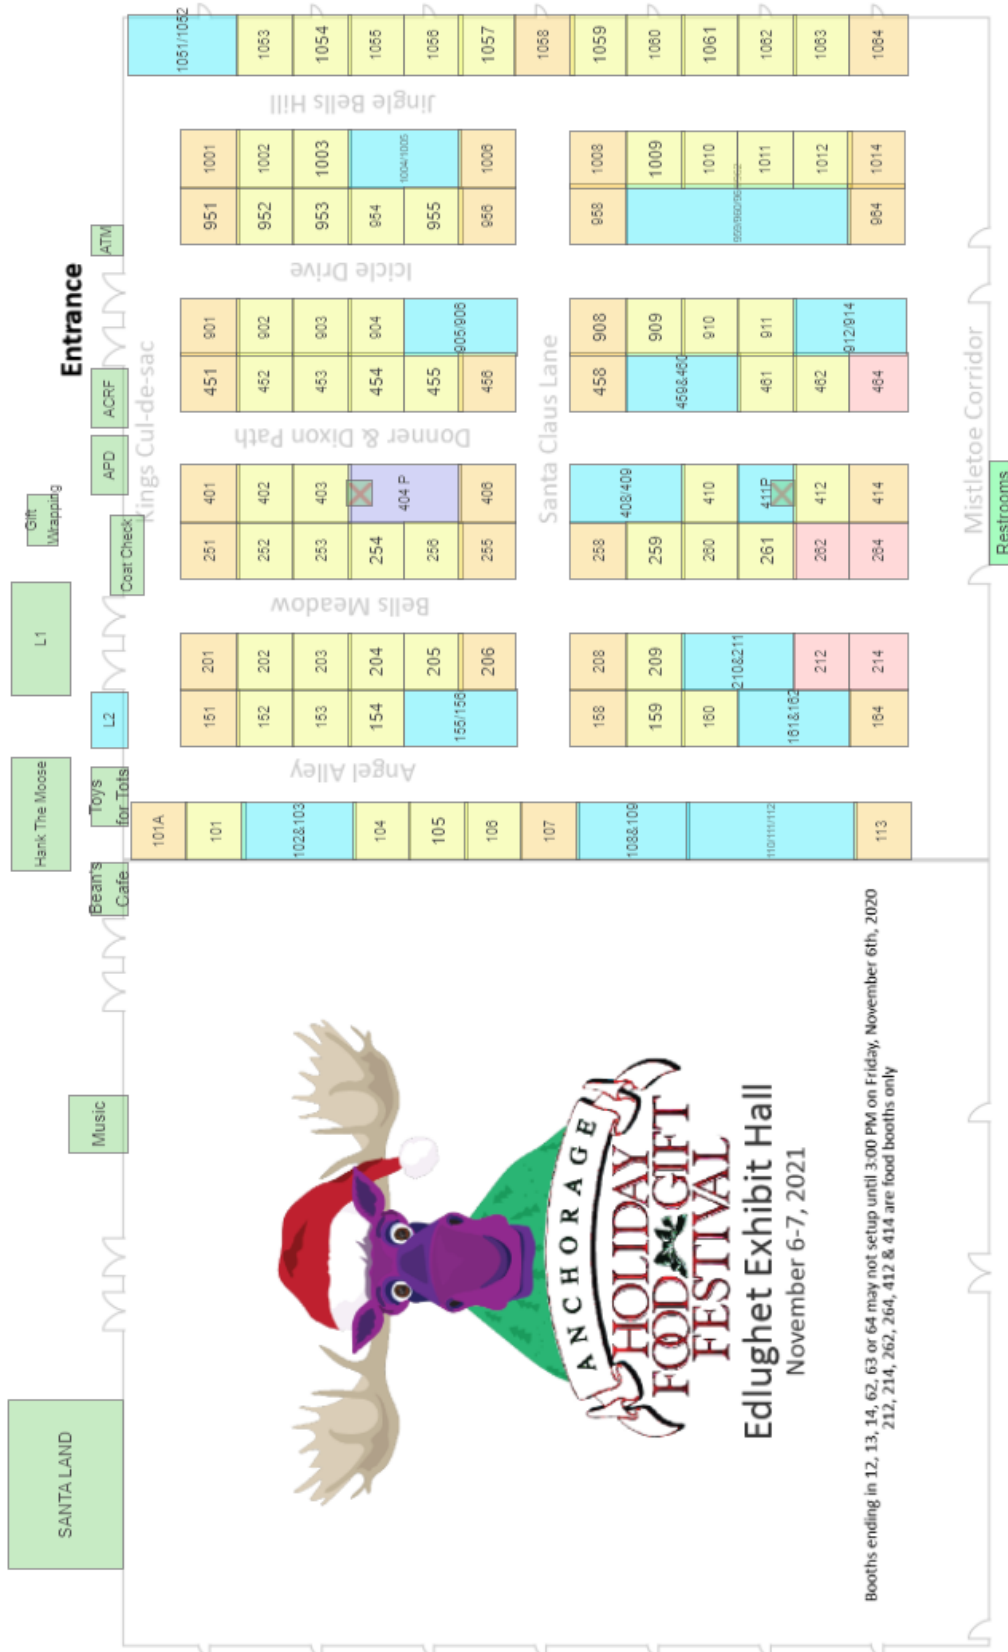 Entrance
SANTA LAND
Music
Bean's
Cafe
Hank The Moose
Toys
for Tots
L2
L1
Coat Check
Gift
Wrapping
APD
ACRF
ATM
Kings Cul-de-sac
1051/1052
1053
1054
1055
1056
1057
1058
1059
1060
1061
1062
1063
1064
Jingle Bells Hill
1001
1002
1003
1004/1005
1006
1008
1009
1010
1011
1012
1014
951
952
953
954
955
956
958
964
Icicle Drive
901
902
903
904
905/906
908
909
910
911
912/914
451
452
453
454
455
456
458
459&460
461
462
464
Donner & Dixon Path
401
402
403
404 P
406
408/409
410
411P
412
414
251
252
253
254
256
255
258
259
260
261
262
264
Bells Meadow
201
202
203
204
205
206
208
209
210&211
212
214
151
152
153
154
155/156
158
159
160
161&162
164
Angel Alley
101A
101
102&103
104
105
106
107
108&109
110/111/112
113
Santa Claus Lane
Mistletoe Corridor
Restrooms
ANCHORAGE
HOLIDAY
FOOD GIFT
FESTIVAL
Edlughet Exhibit Hall
November 6-7, 2021
Booths ending in 12, 13, 14, 62, 63 or 64 may not setup until 3:00 PM on Friday, November 6th, 2020
212, 214, 262, 264, 412 & 414 are food booths only